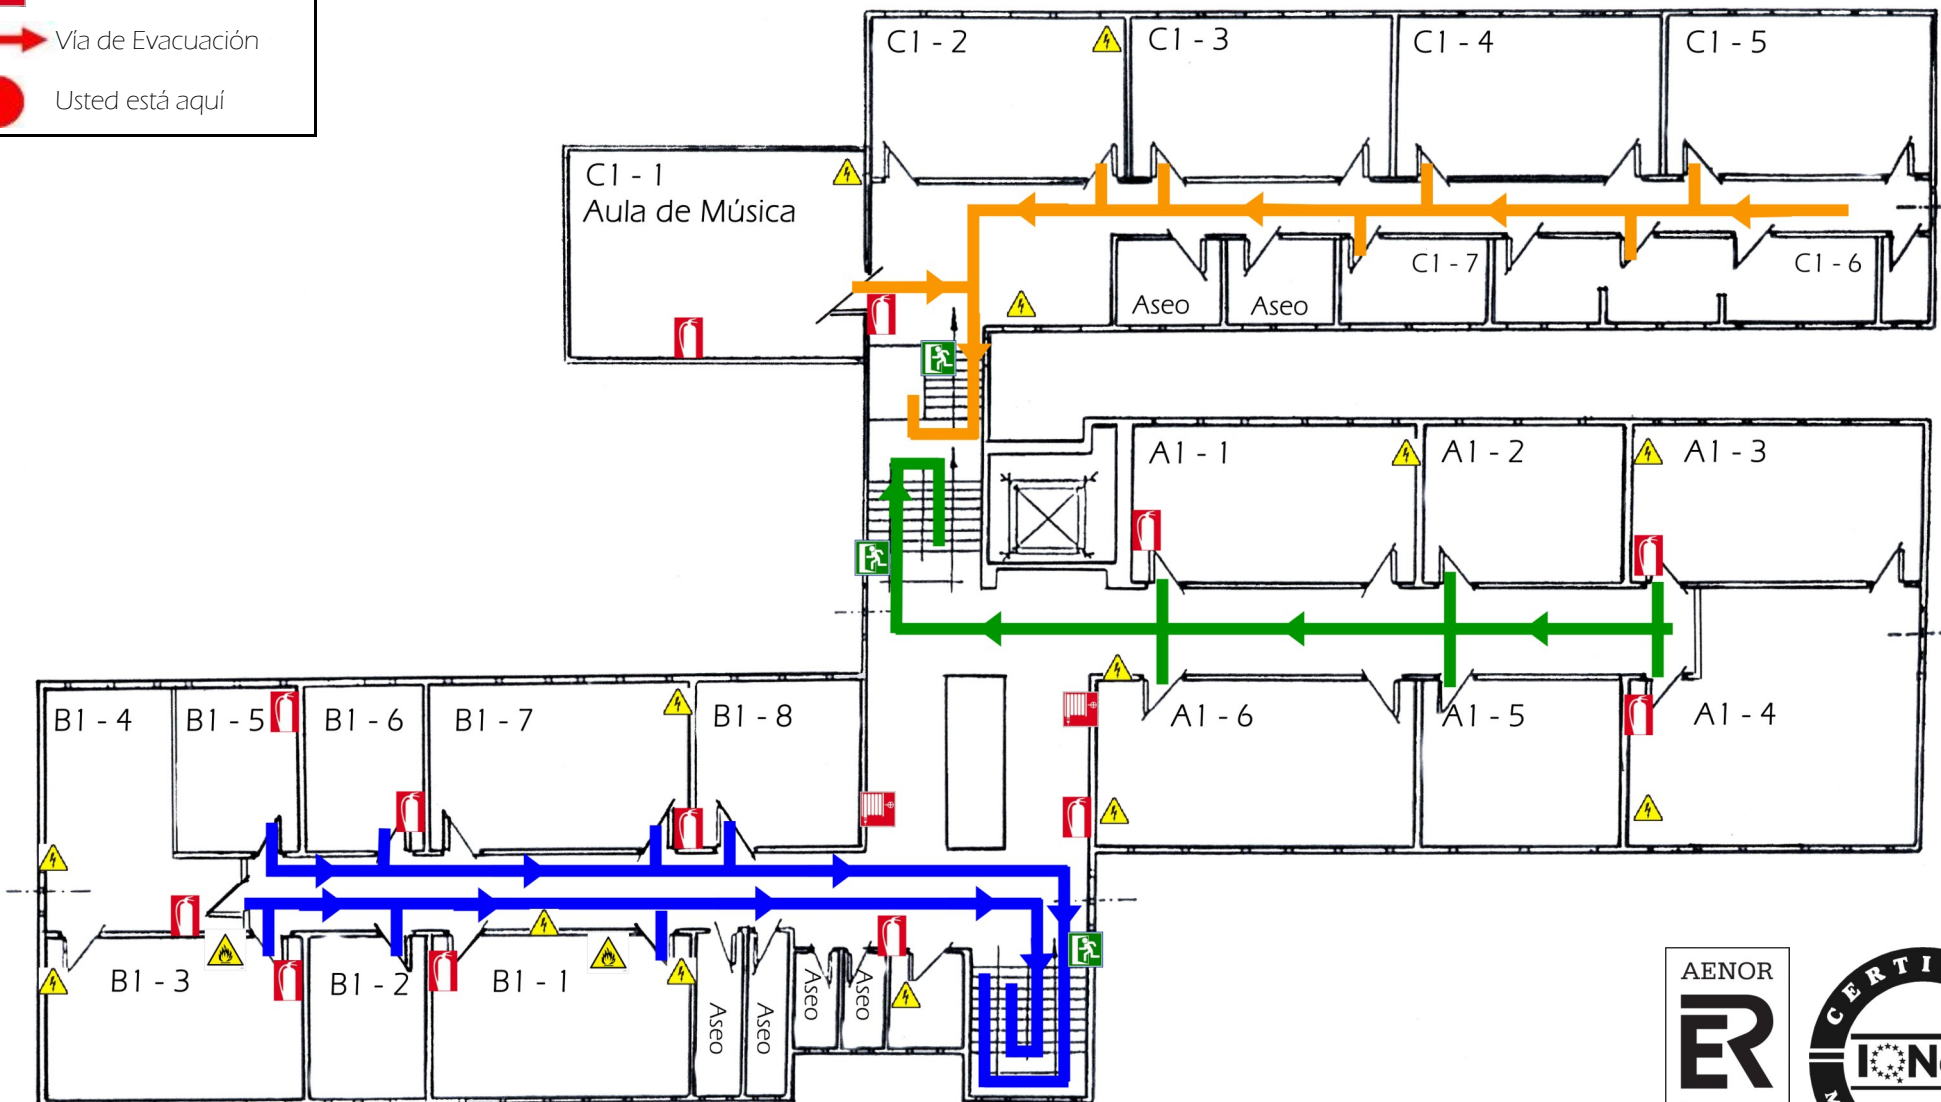 Vía de Evacuación
Usted está aquí
C1 - 2
C1 - 3
C1 - 4
C1 - 5
C1 - 1
Aula de Música
C1 - 7
C1 - 6
Aseo
Aseo
A1 - 1
A1 - 2
A1 - 3
B1 - 4
B1 - 5
B1 - 6
B1 - 7
B1 - 8
A1 - 6
A1 - 5
A1 - 4
B1 - 3
B1 - 2
B1 - 1
Aseo
Aseo
Aseo
Aseo
AENOR
ER
CERTI
IQN